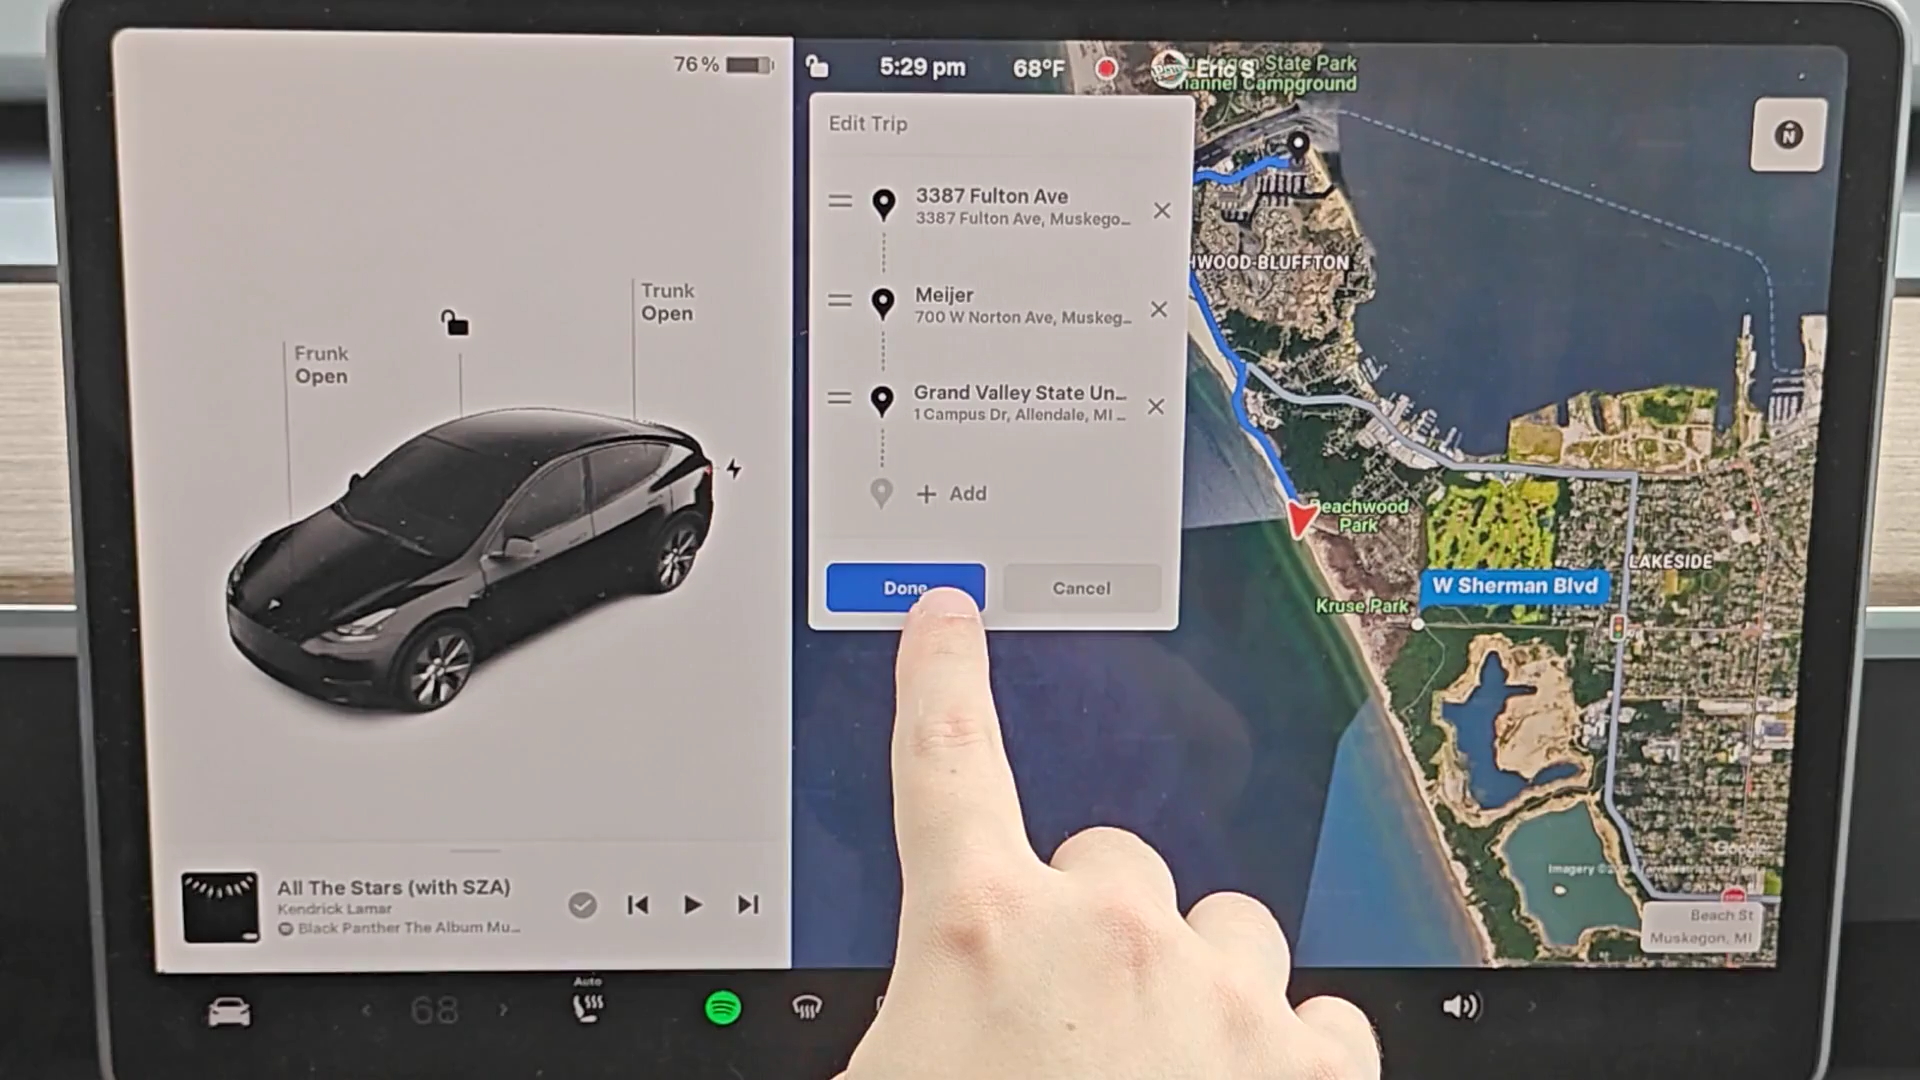 76%
5:29 pm
68°F
Eric S
State Park
Channel Campground
N
Edit Trip
3387 Fulton Ave
3387 Fulton Ave, Muskego...
Meijer
700 W Norton Ave, Muskeg...
Grand Valley State Un...
1 Campus Dr, Allendale, MI ...
+ Add
Done
Cancel
Trunk
Open
Frunk
Open
WOOD-BLUFFTON
Beachwood
Park
LAKESIDE
W Sherman Blvd
Kruse Park
Google
Beach St
Muskegon, MI
All The Stars (with SZA)
Kendrick Lamar
Black Panther The Album Mu...
Auto
68